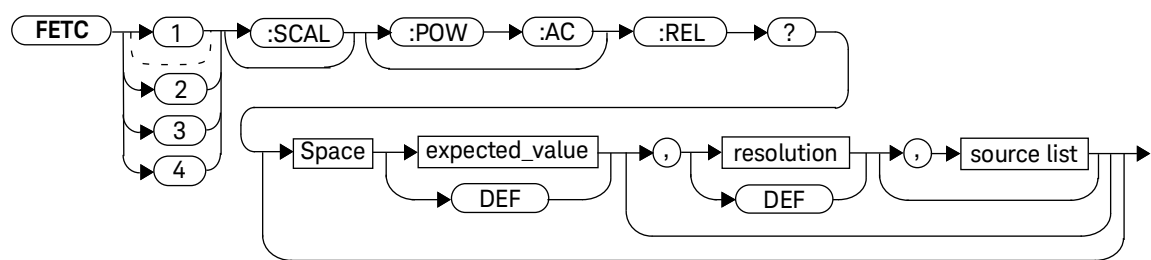 FETC 1 :SCAL :POW :AC :REL ?
2
3
4
Space expected_value , resolution , source list
DEF DEF